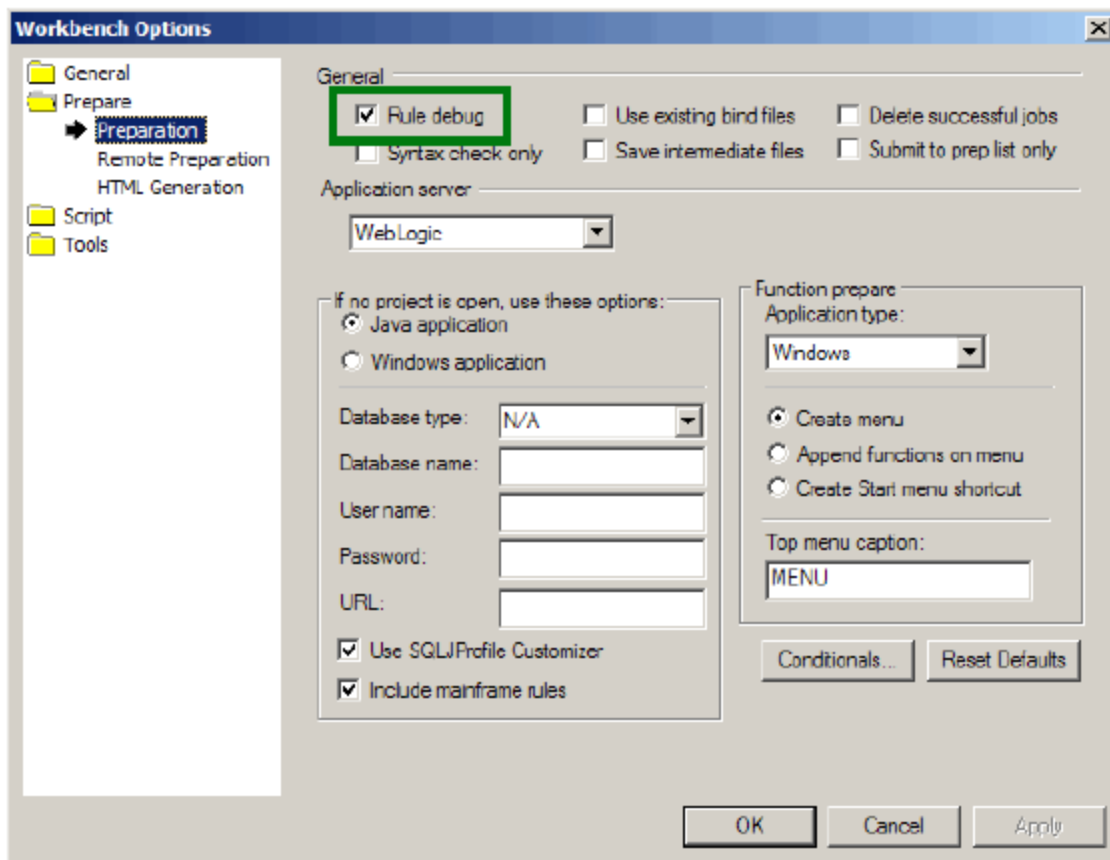 Workbench Options
General
Prepare
Preparation
Remote Preparation
HTML Generation
Script
Tools
General
Rule debug
Use existing bind files
Delete successful jobs
Syntax check only
Save intermediate files
Submit to prep list only
Application server
WebLogic
If no project is open, use these options:
Java application
Windows application
Database type:
N/A
Database name:
User name:
Password:
URL:
Use SQLJProfile Customizer
Include mainframe rules
Function prepare
Application type:
Windows
Create menu
Append functions on menu
Create Start menu shortcut
Top menu caption:
MENU
Conditionals...
Reset Defaults
OK
Cancel
Apply